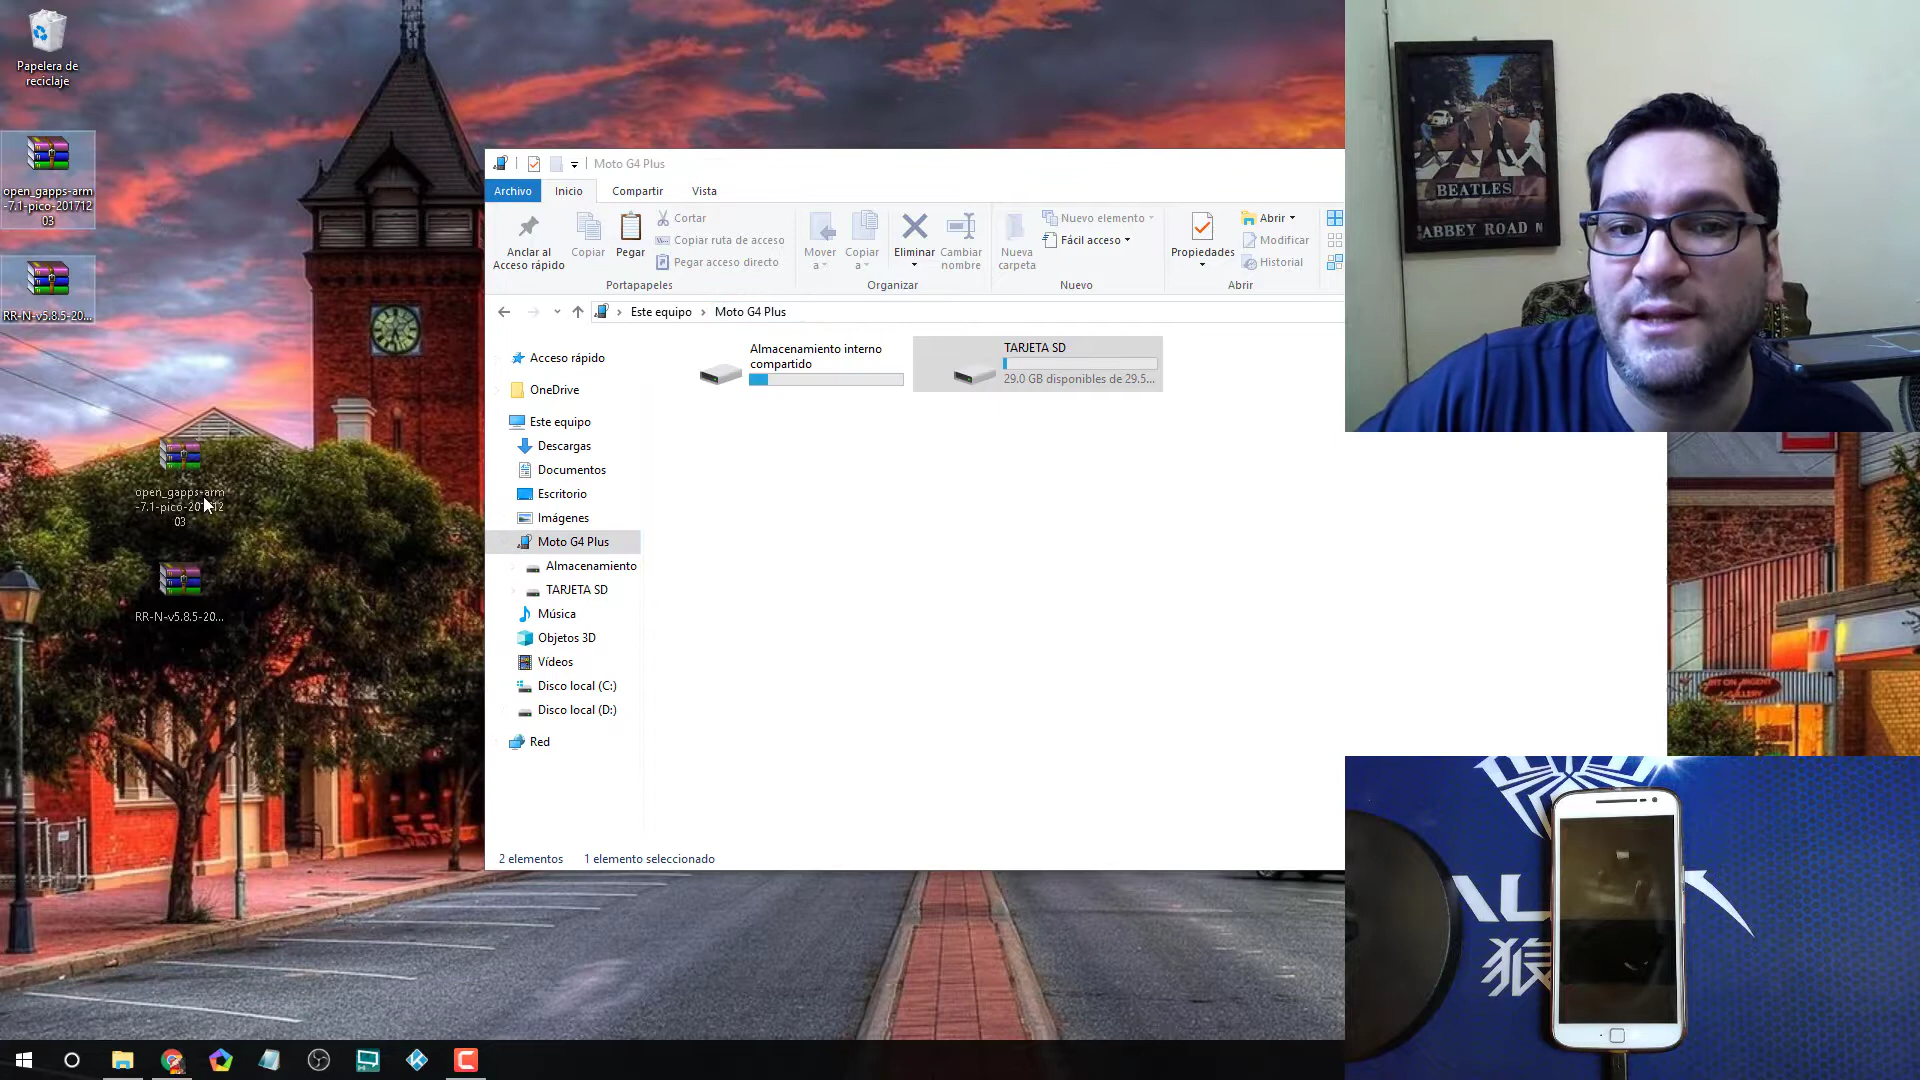 Papelera de
reciclaje
open_gapps-arm
-7.1-pico-201712
03
RR-N-v5.8.5-20...
open_gapps-arm
-7.1-pico-201712
03
RR-N-v5.8.5-20...
Moto G4 Plus
Archivo
Inicio
Compartir
Vista
Anclar al
Acceso rápido
Copiar
Pegar
Cortar
Copiar ruta de acceso
Pegar acceso directo
Portapapeles
Mover
a
Copiar
a
Eliminar
Cambiar
nombre
Organizar
Nueva
carpeta
Nuevo elemento
Fácil acceso
Nuevo
Propiedades
Abrir
Modificar
Historial
Abrir
Este equipo
Moto G4 Plus
Acceso rápido
OneDrive
Este equipo
Descargas
Documentos
Escritorio
Imágenes
Moto G4 Plus
Almacenamiento
TARJETA SD
Música
Objetos 3D
Vídeos
Disco local (C:)
Disco local (D:)
Red
Almacenamiento interno
compartido
TARJETA SD
29.0 GB disponibles de 29.5...
2 elementos
1 elemento seleccionado
BEATLES
ABBEY ROAD N
狼